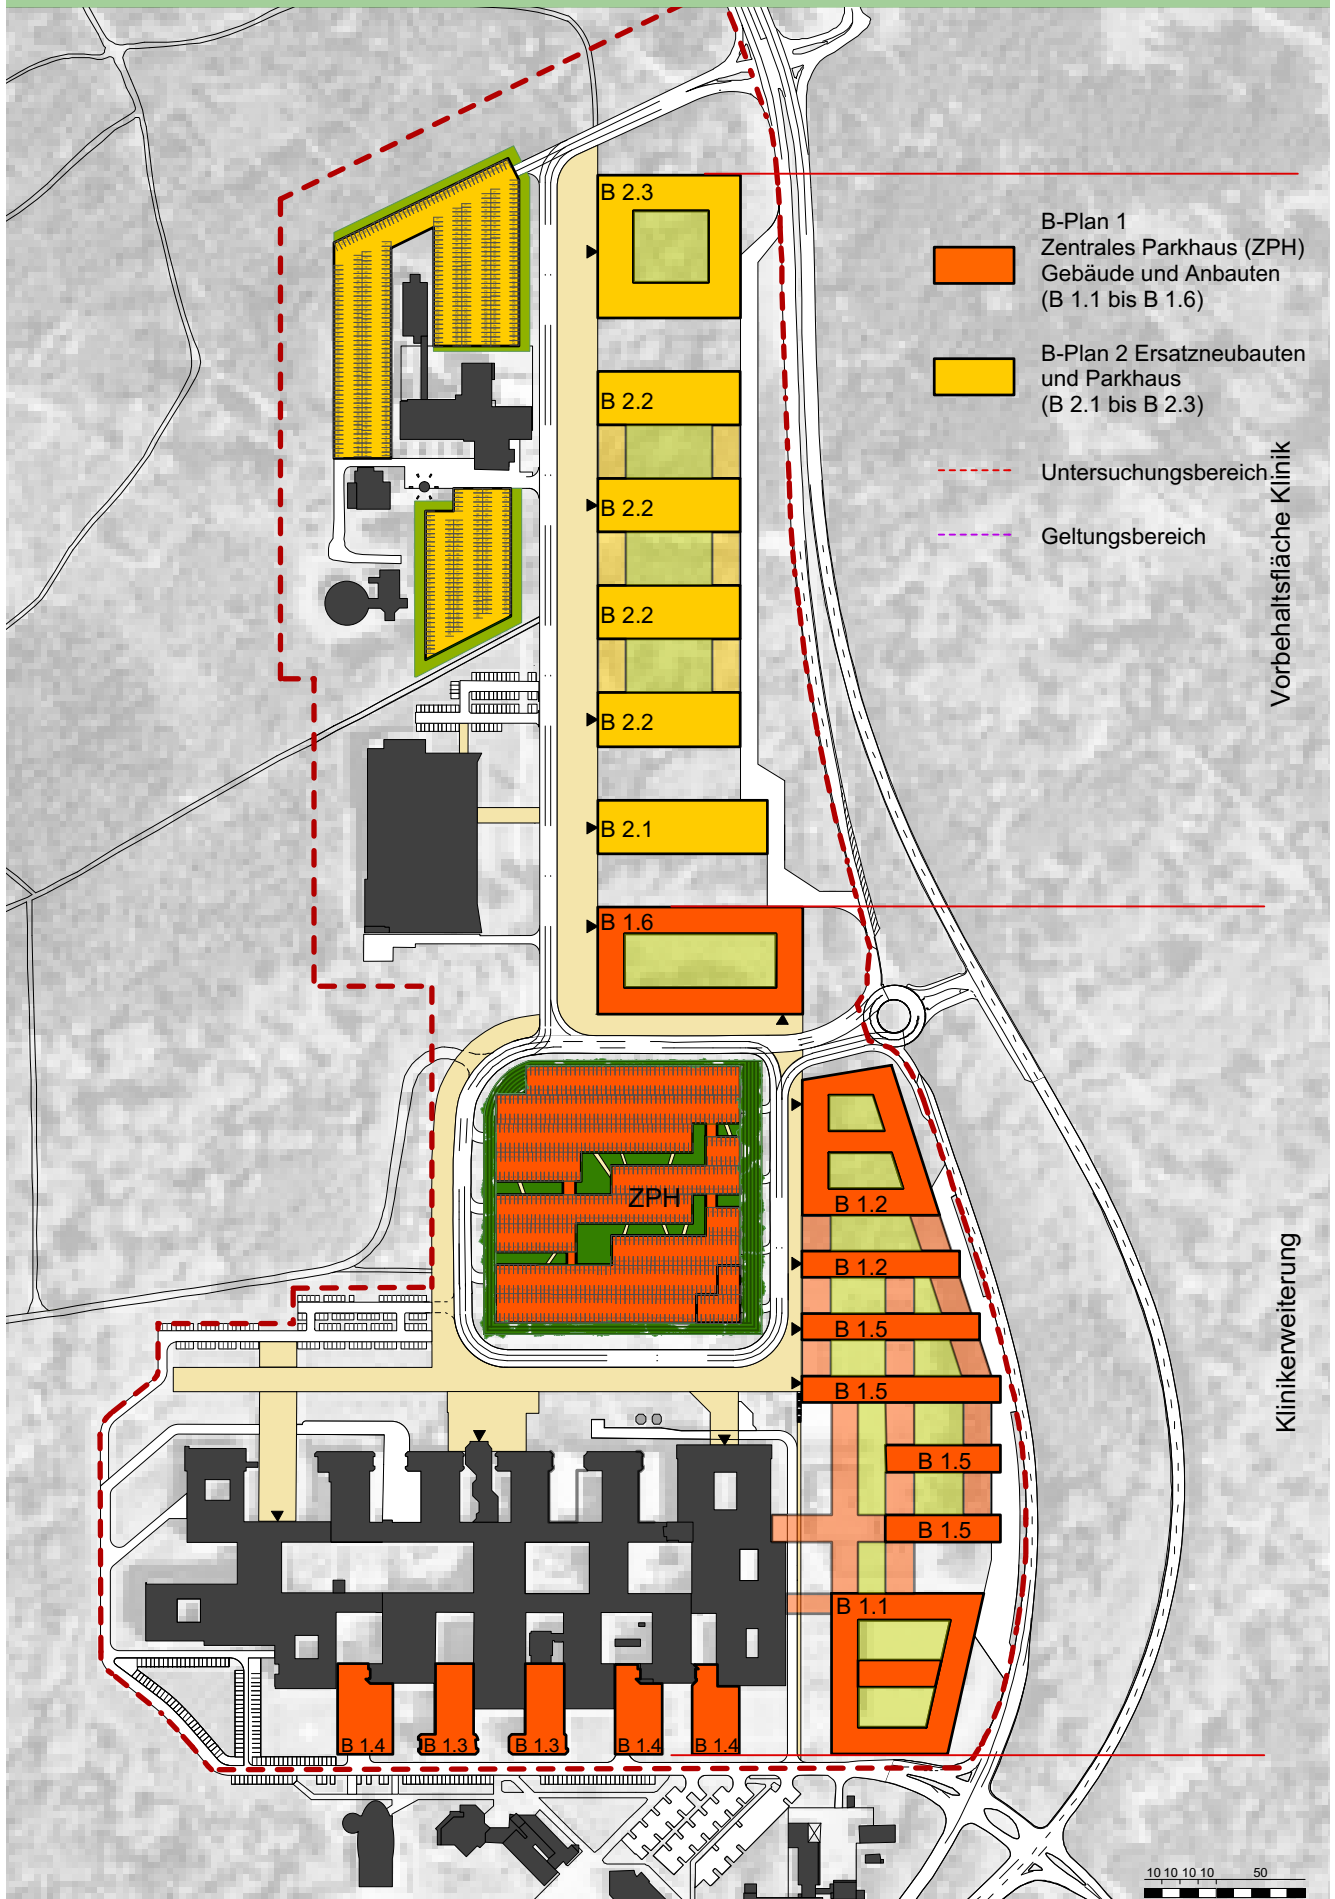 B 2.3
B-Plan 1
Zentrales Parkhaus (ZPH)
Gebäude und Anbauten
(B 1.1 bis B 1.6)
B-Plan 2 Ersatzneubauten
und Parkhaus
(B 2.1 bis B 2.3)
Untersuchungsbereich
Geltungsbereich
Vorbehaltsfläche Klinik
B 2.2
B 2.2
B 2.2
B 2.2
B 2.1
B 1.6
ZPH
B 1.2
B 1.2
B 1.5
B 1.5
B 1.5
B 1.5
Klinikerweiterung
B 1.1
B 1.4
B 1.3
B 1.3
B 1.4
B 1.4
10 10 10 10 50